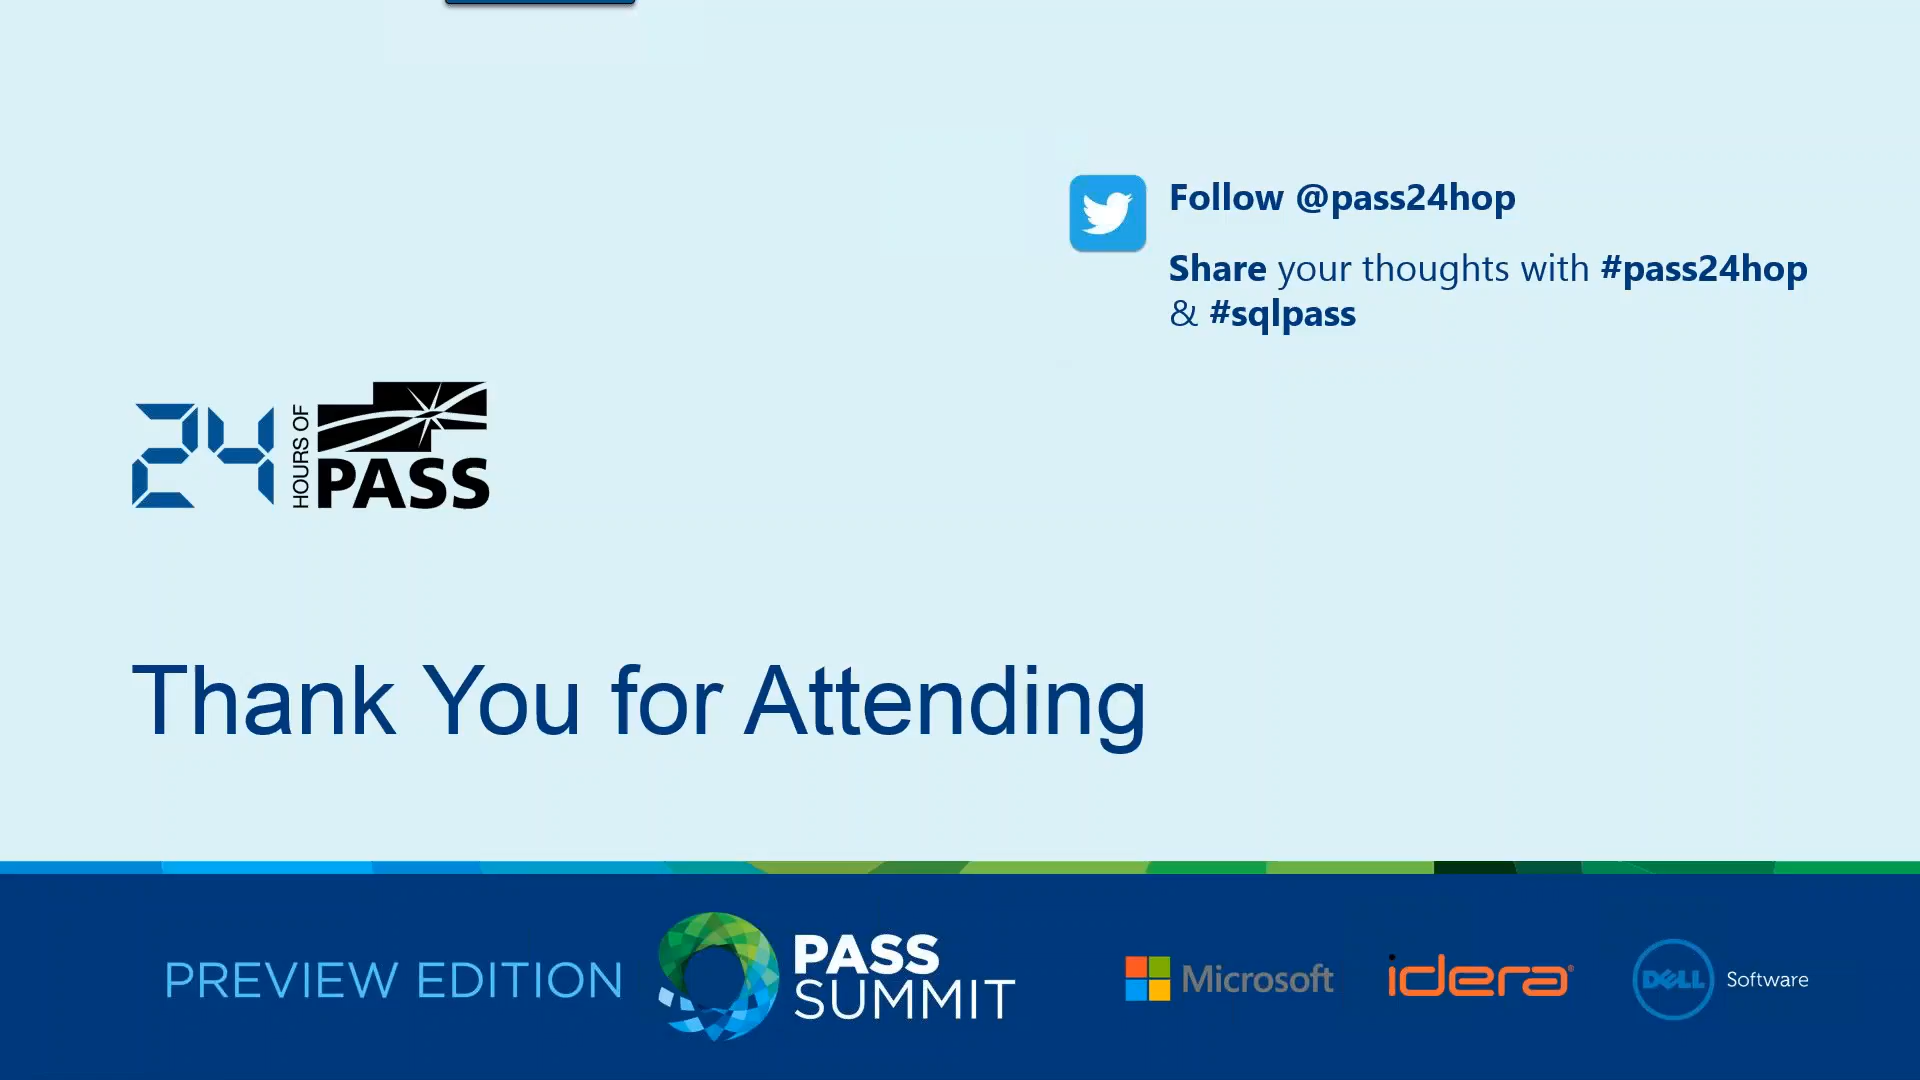 Follow @pass24hop
Share your thoughts with #pass24hop
& #sqlpass
24 HOURS OF PASS
Thank You for Attending
PREVIEW EDITION
PASS
SUMMIT
Microsoft
idera®
DELL Software